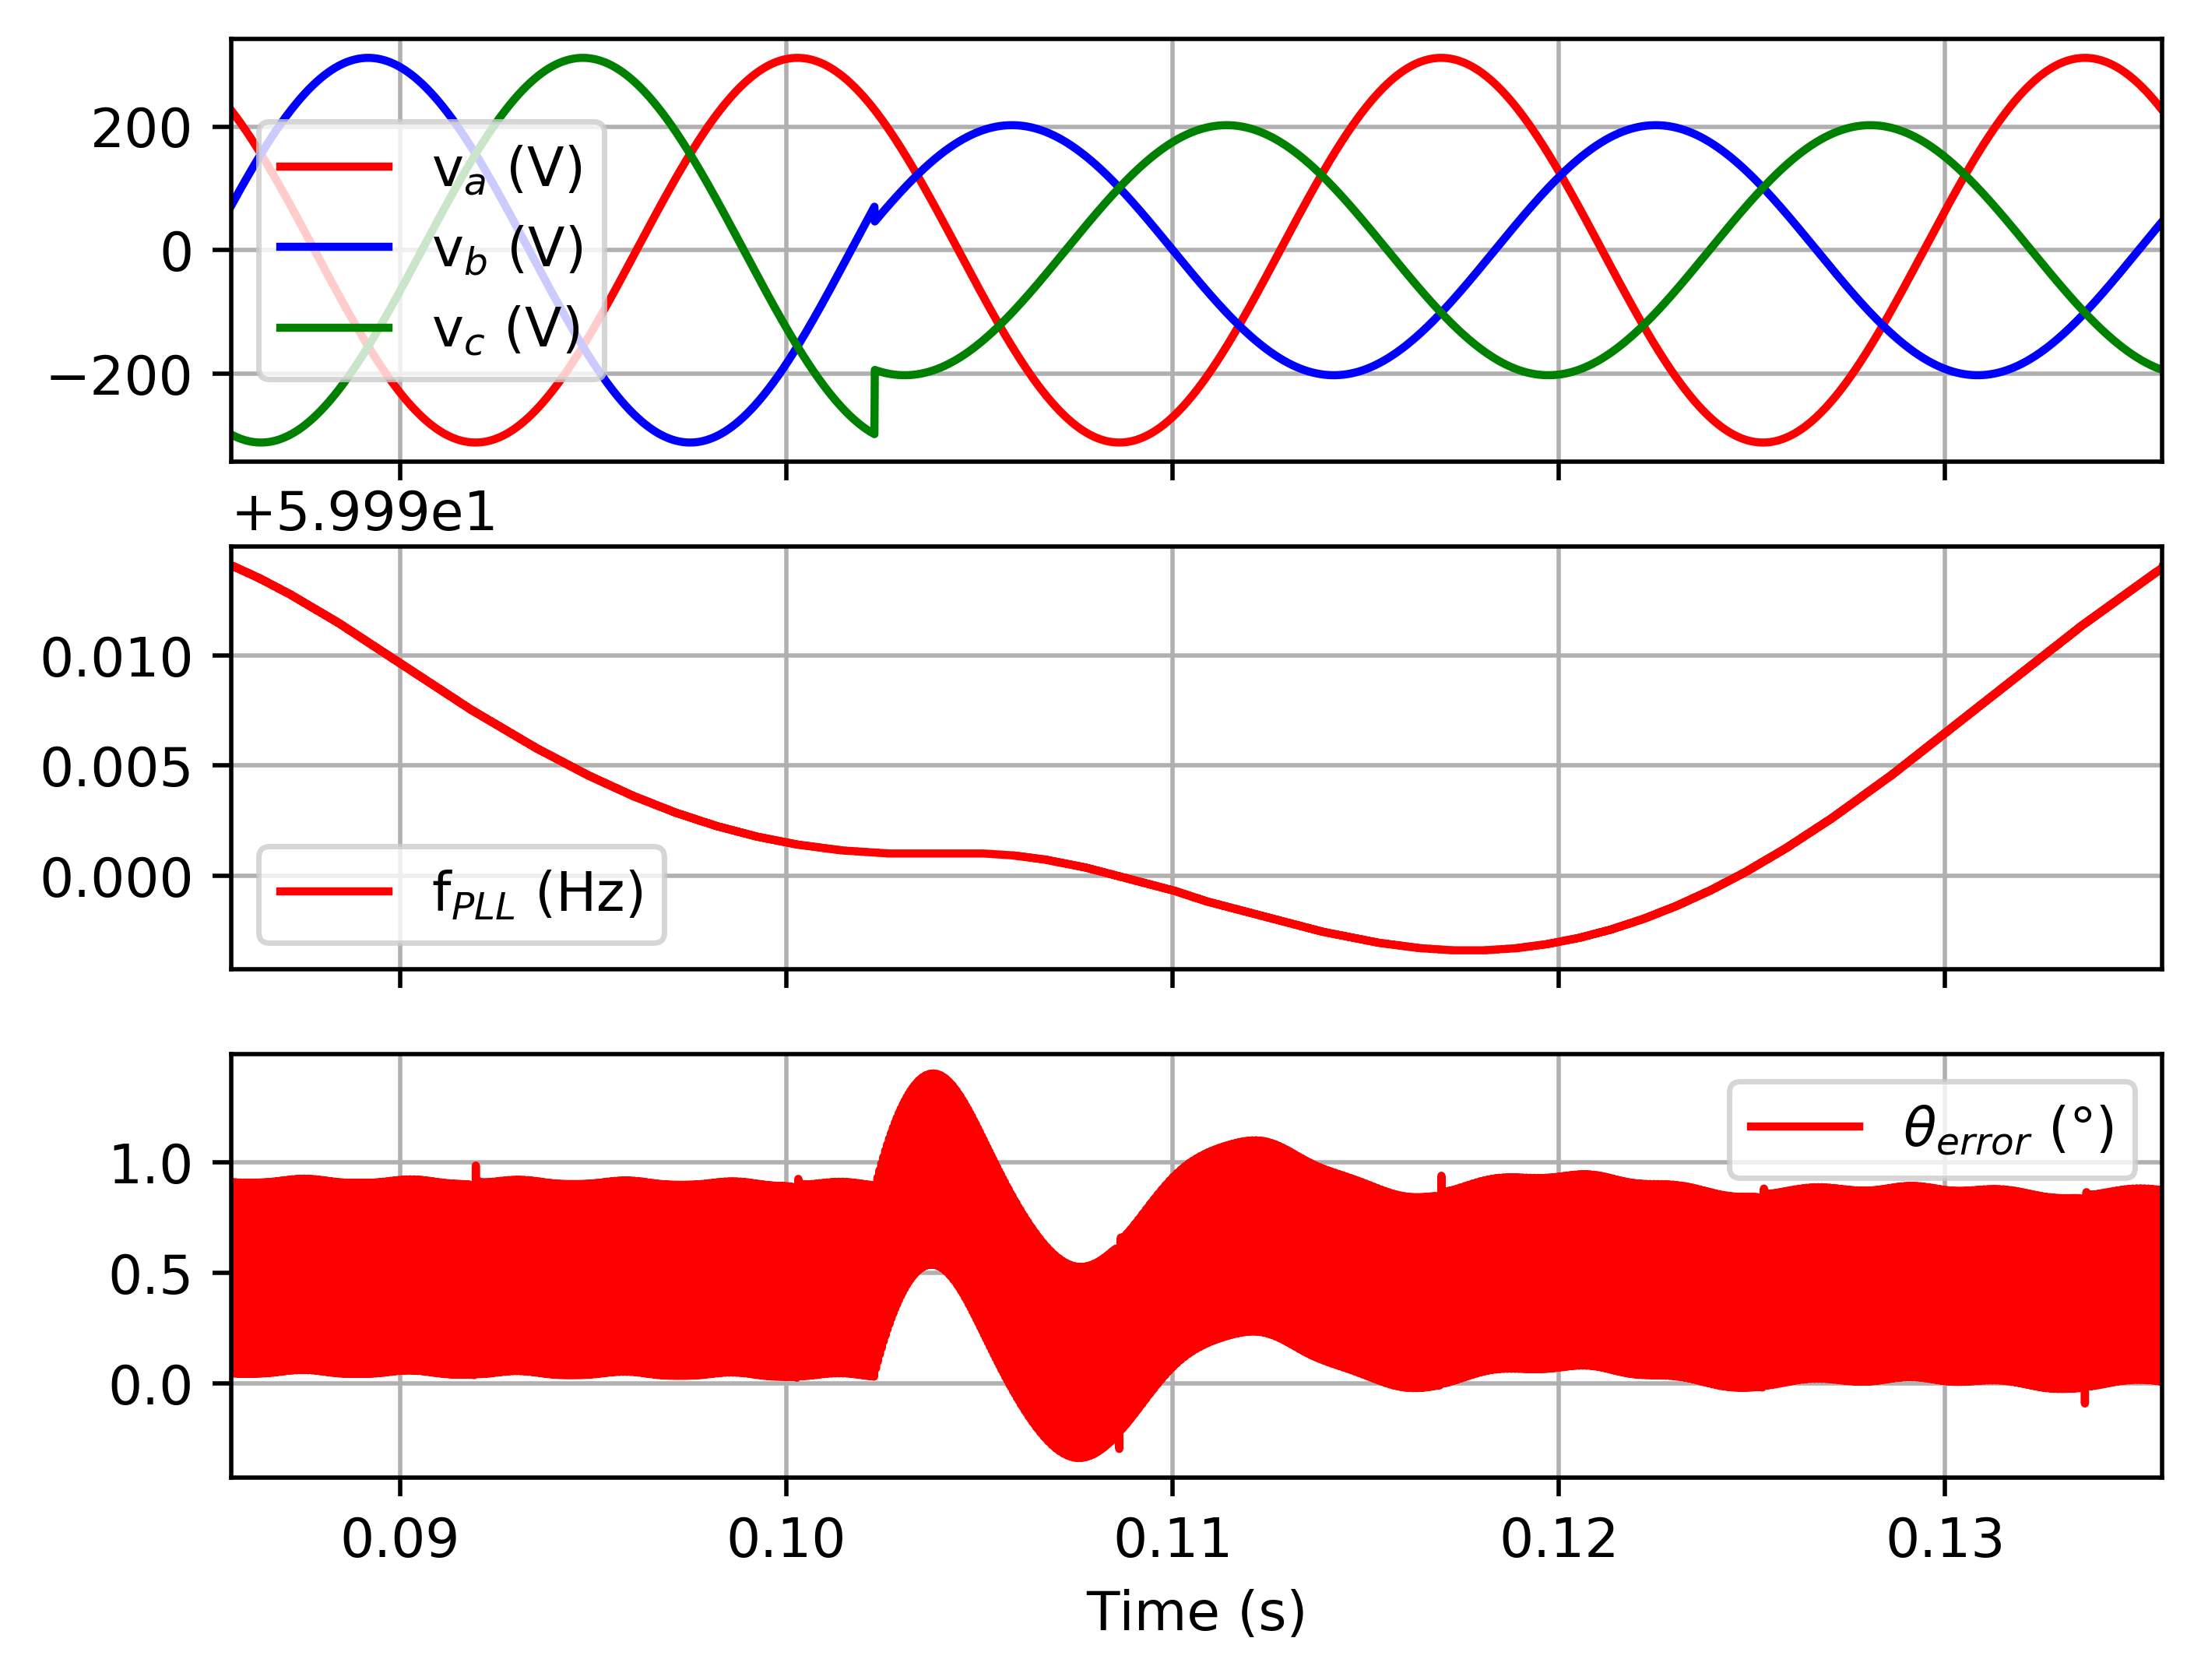 200
0
−200
v_a (V)
v_b (V)
v_c (V)
+5.999e1
0.010
0.005
0.000
f_PLL (Hz)
1.0
0.5
0.0
θ_error (°)
0.09 0.10 0.11 0.12 0.13
Time (s)